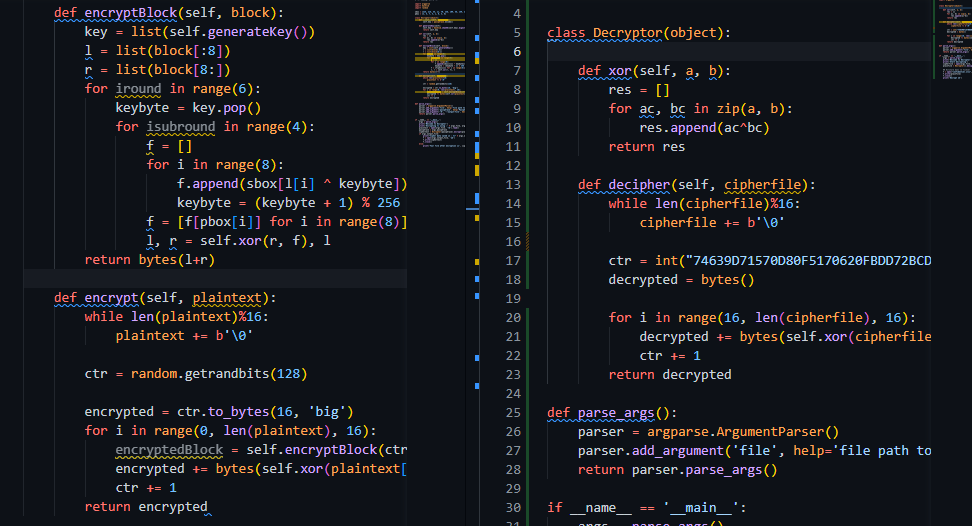 def encryptBlock(self, block):
key = list(self.generateKey())
l = list(block[:8])
r = list(block[8:])
for iround in range(6):
keybyte = key.pop()
for isubround in range(4):
f = []
for i in range(8):
f.append(sbox[l[i] ^ keybyte])
keybyte = (keybyte + 1) % 256
f = [f[pbox[i]] for i in range(8)]
l, r = self.xor(r, f), l
return bytes(l+r)
def encrypt(self, plaintext):
while len(plaintext)%16:
plaintext += b'\0'
ctr = random.getrandbits(128)
encrypted = ctr.to_bytes(16, 'big')
for i in range(0, len(plaintext), 16):
encryptedBlock = self.encryptBlock(ctr
encrypted += bytes(self.xor(plaintext[
ctr += 1
return encrypted
4
5 class Decryptor(object):
6
7 def xor(self, a, b):
8 res = []
9 for ac, bc in zip(a, b):
10 res.append(ac^bc)
11 return res
12
13 def decipher(self, cipherfile):
14 while len(cipherfile)%16:
15 cipherfile += b'\0'
16
17 ctr = int("74639D71570D80F5170620FBDD72BCD
18 decrypted = bytes()
19
20 for i in range(16, len(cipherfile), 16):
21 decrypted += bytes(self.xor(cipherfile
22 ctr += 1
23 return decrypted
24
25 def parse_args():
26 parser = argparse.ArgumentParser()
27 parser.add_argument('file', help='file path to
28 return parser.parse_args()
29
30 if __name__ == '__main__':
31 args = parse_args()